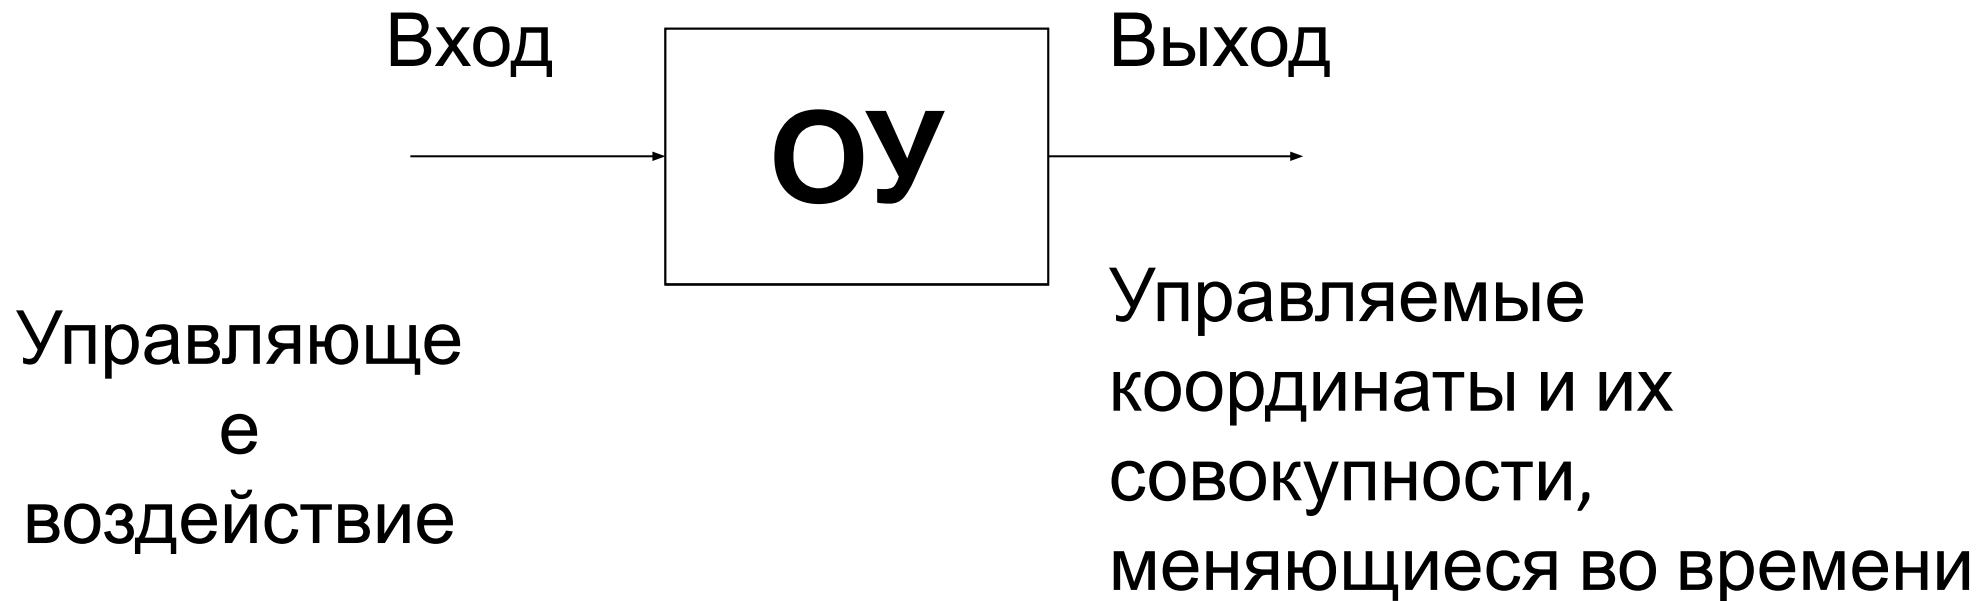 Вход
ОУ
Выход
Управляюще
е
воздействие
Управляемые
координаты и их
совокупности,
меняющиеся во времени